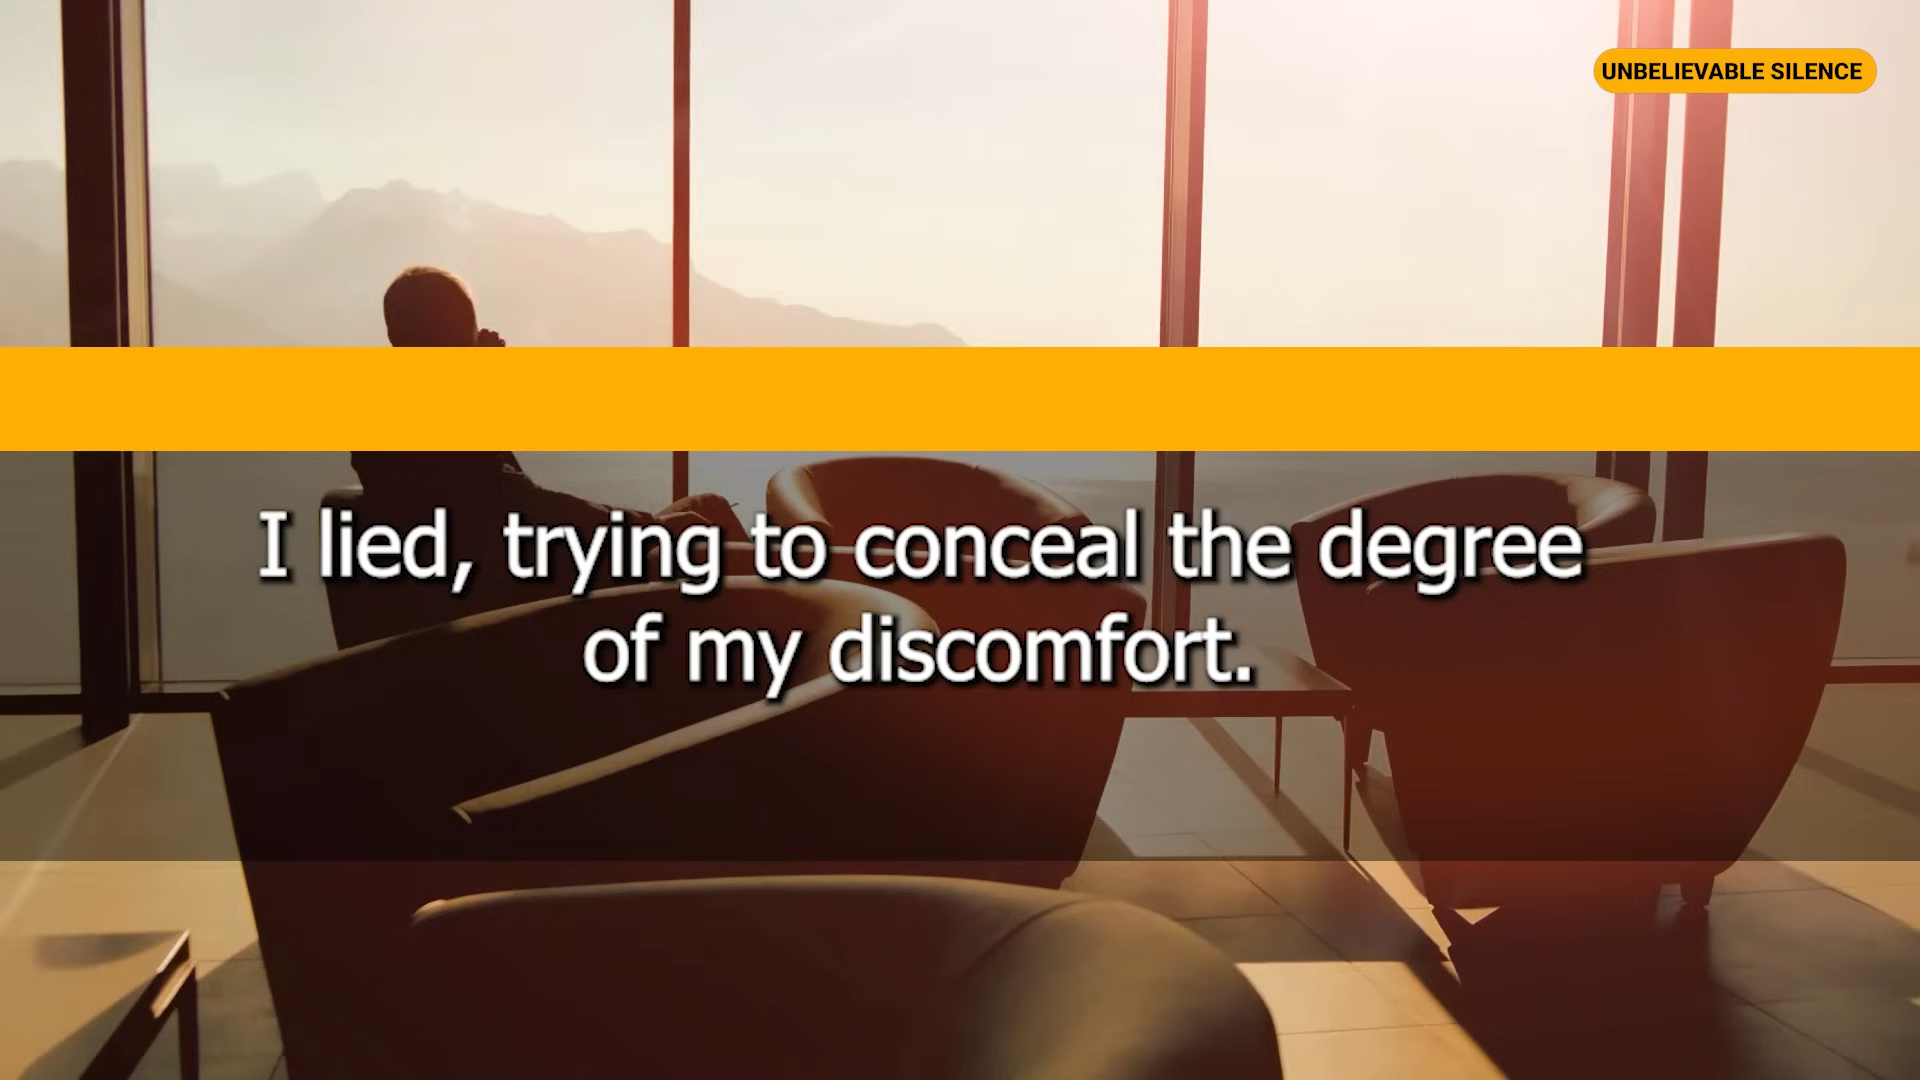 UNBELIEVABLE SILENCE
I lied, trying to conceal the degree
of my discomfort.